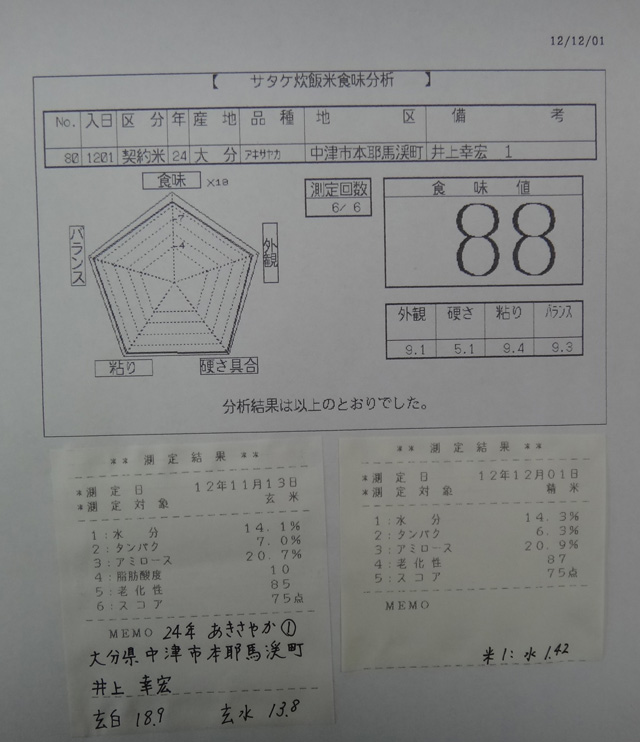 12/12/01
【 サタケ炊飯米食味分析 】
No. 入日 区分 年 産地 品種 地区 備考
80 1201 契約米 24 大分 アキサヤカ 中津市本耶馬渓町 井上幸宏 1
食味 ×10
7
4
バランス
外観
粘り
硬さ具合
測定回数
6/ 6
食味値
88
外観 硬さ 粘り バランス
9.1 5.1 9.4 9.3
分析結果は以上のとおりでした。
** 測定結果 **
*測定日 12年11月13日
*測定対象 玄米
1:水分 14.1%
2:タンパク 7.0%
3:アミロース 20.7%
4:脂肪酸度 10
5:老化性 85
6:スコア 75点
MEMO 24年 あきさやか①
大分県中津市本耶馬渓町
井上 幸宏
玄白 18.9 玄水 13.8
** 測定結果 **
*測定日 12年12月01日
*測定対象 精米
1:水分 14.3%
2:タンパク 6.3%
3:アミロース 20.9%
4:老化性 87
5:スコア 75点
MEMO
米1:水1.42